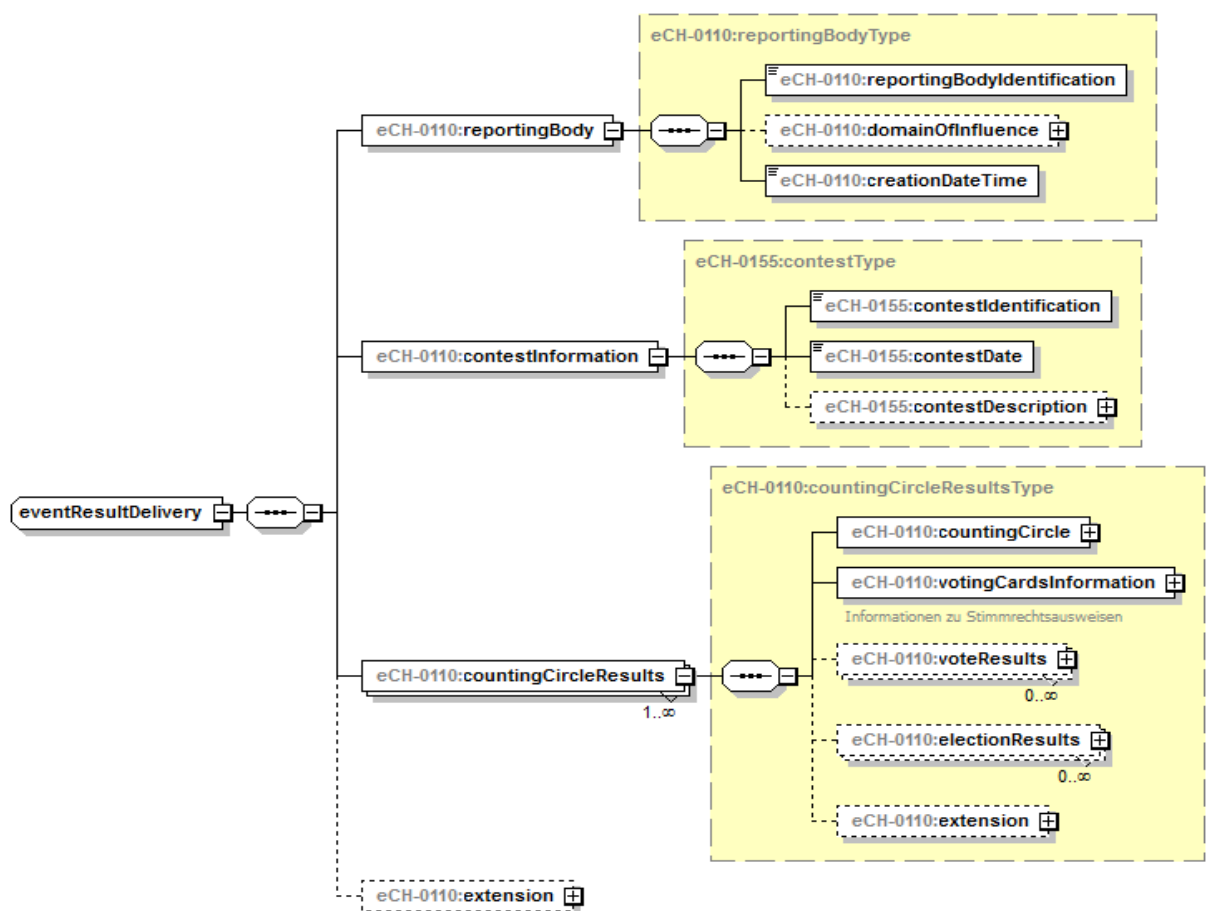 eCH-0110:reportingBodyType
eCH-0110:reportingBodyIdentification
eCH-0110:reportingBody
eCH-0110:domainOfInfluence
eCH-0110:creationDateTime
eCH-0155:contestType
eCH-0155:contestIdentification
eCH-0110:contestInformation
eCH-0155:contestDate
eCH-0155:contestDescription
eCH-0110:countingCircleResultsType
eventResultDelivery
eCH-0110:countingCircle
eCH-0110:votingCardsInformation
Informationen zu Stimmrechtsausweisen
eCH-0110:voteResults
0..∞
eCH-0110:countingCircleResults
1..∞
eCH-0110:electionResults
0..∞
eCH-0110:extension
eCH-0110:extension